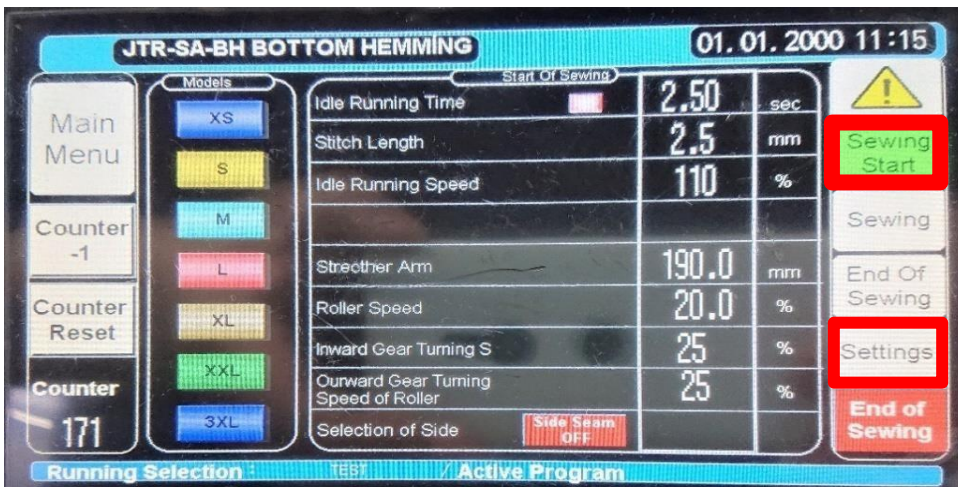 JTR-SA-BH BOTTOM HEMMİNG
01. 01. 2000 11:15
Main
Menu
Counter
-1
Counter
Reset
Counter
171
Models
XS
S
M
L
XL
XXL
3XL
Start Of Sewing
Idle Running Time 2.50 sec
Stitch Length 2.5 mm
Idle Running Speed 110 %
Strecther Arm 190.0 mm
Roller Speed 20.0 %
Inward Gear Turning S 25 %
Ourward Gear Turning
Speed of Roller 25 %
Selection of Side Side Seam
OFF
Sewing
Start
Sewing
End Of
Sewing
Settings
End of
Sewing
Running Selection : TEST / Active Program